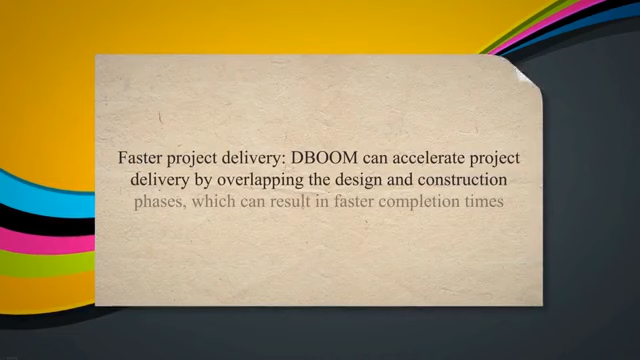 Faster project delivery: DBOOM can accelerate project
delivery by overlapping the design and construction
phases, which can result in faster completion times